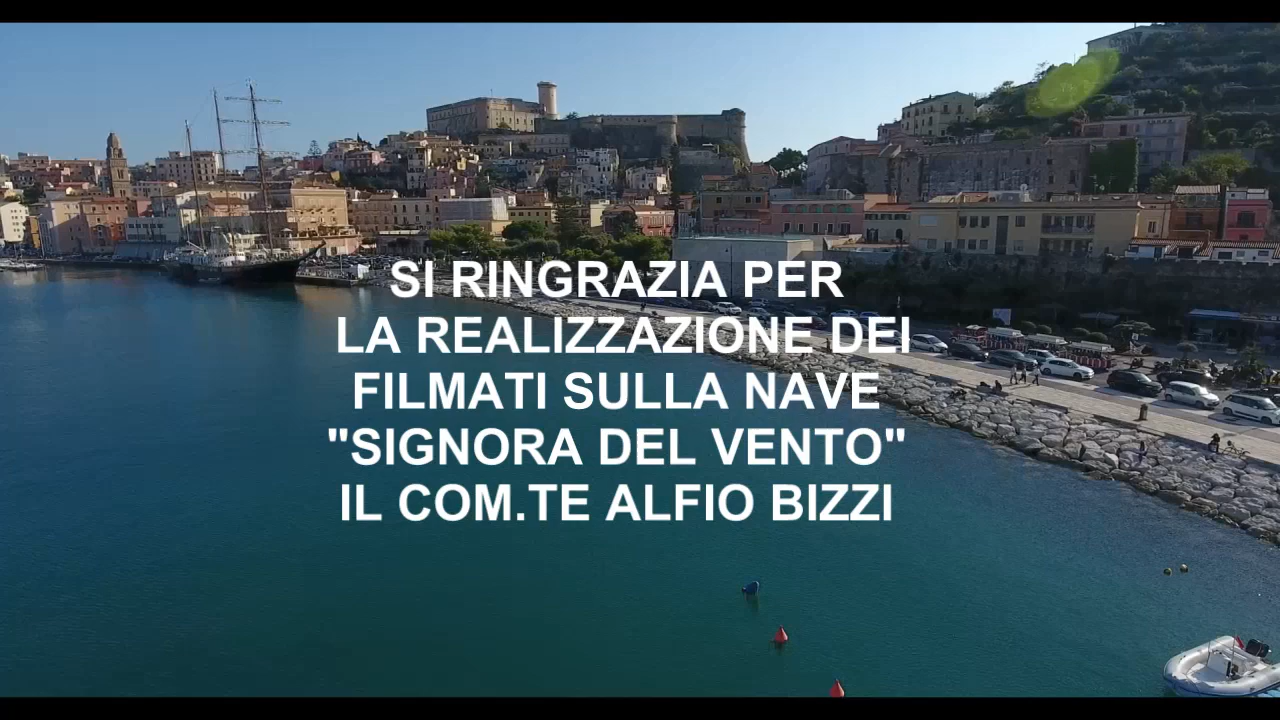 SI RINGRAZIA PER
LA REALIZZAZIONE DEI
FILMATI SULLA NAVE
"SIGNORA DEL VENTO"
IL COM.TE ALFIO BIZZI